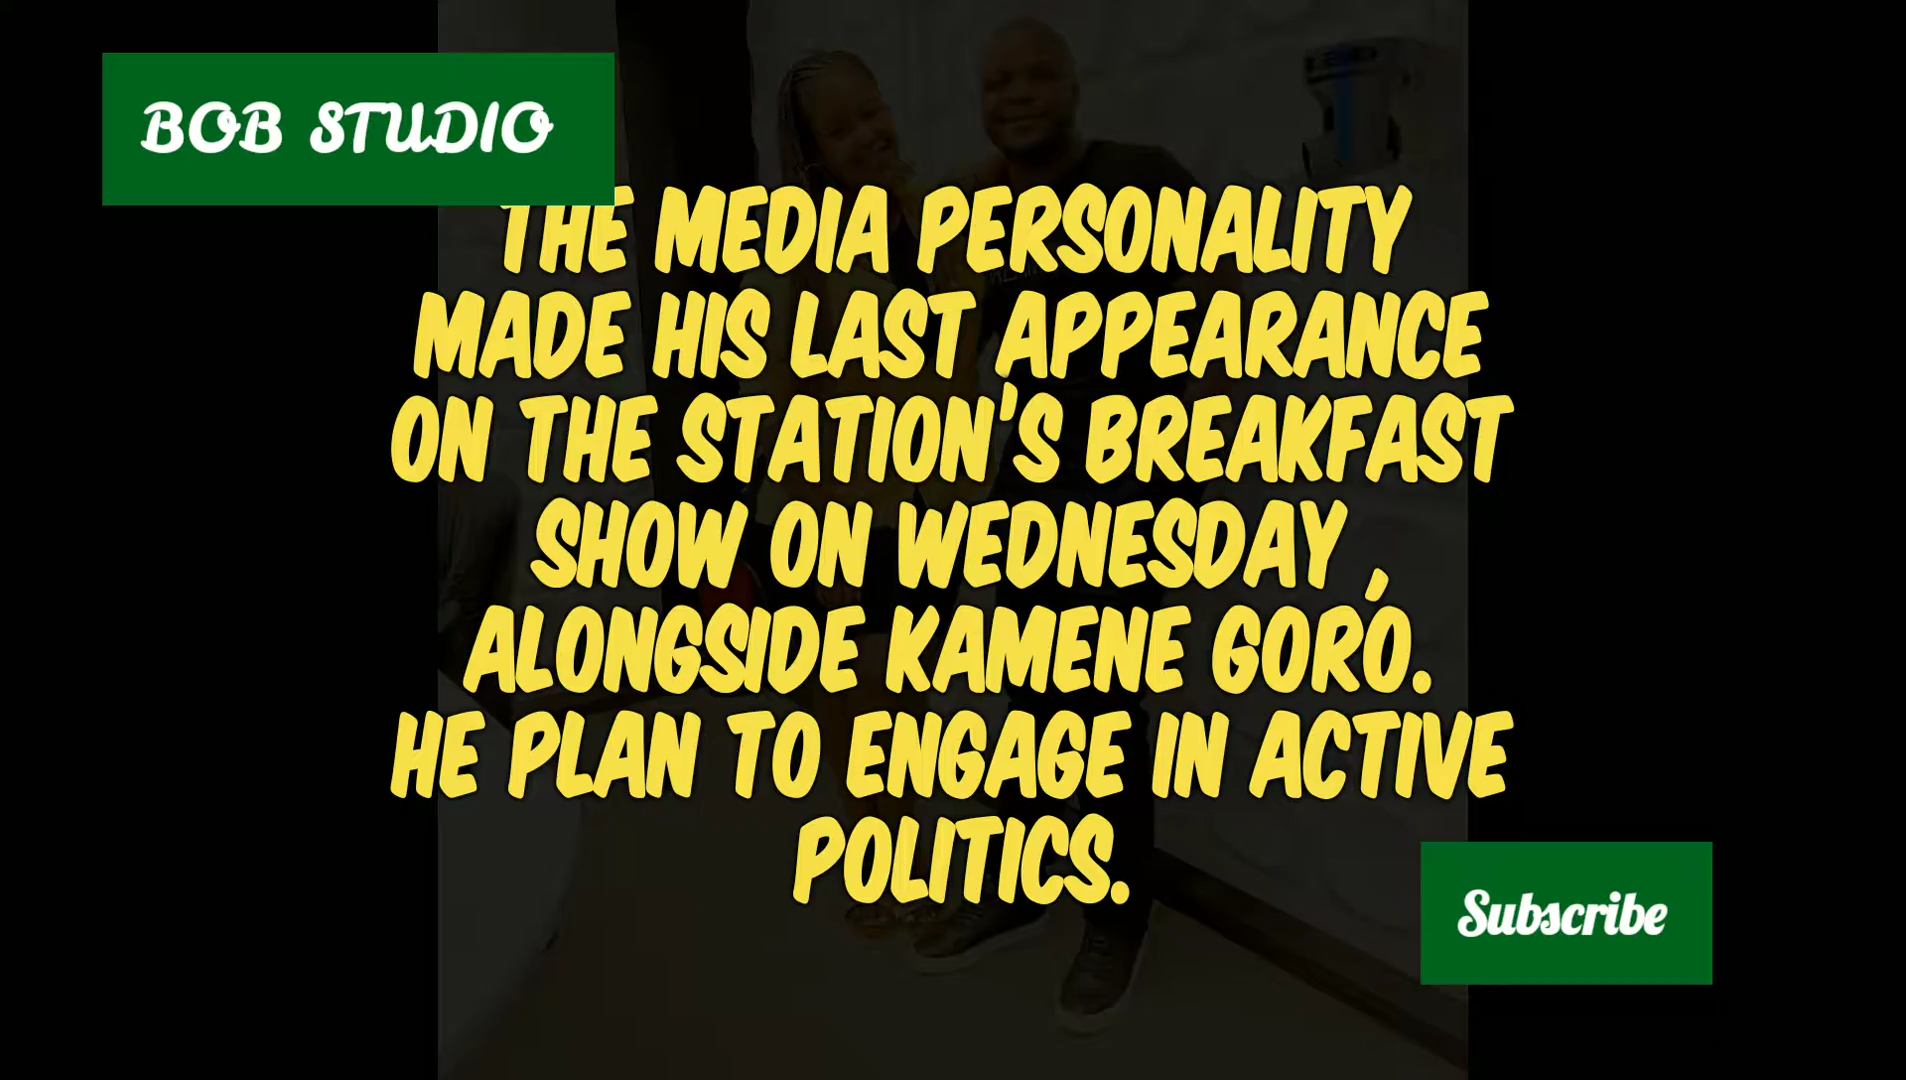 BOB STUDIO
THE MEDIA PERSONALITY
MADE HIS LAST APPEARANCE
ON THE STATION'S BREAKFAST
SHOW ON WEDNESDAY ,
ALONGSIDE KAMENE GORO.
HE PLAN TO ENGAGE IN ACTIVE
POLITICS.
Subscribe